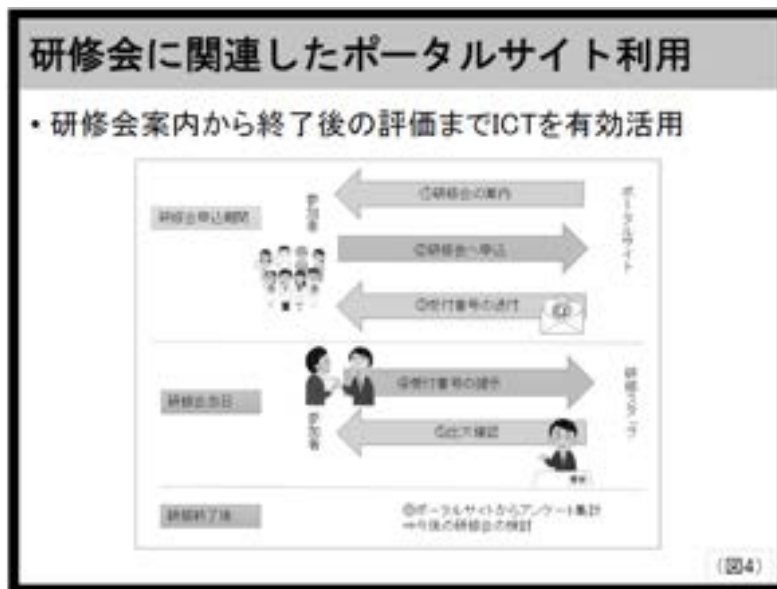 研修会に関連したポータルサイト利用
・研修会案内から終了後の評価までICTを有効活用
研修会申込期間
参加者
①研修会の案内
ポータルサイト
②研修会へ申込
③受付番号の送付
@
研修会当日
参加者
④受付番号の提示
研修スタッフ
⑤出欠確認
研修終了後
⑥ポータルサイトからアンケート集計
⇒今後の研修会の検討
(図4)